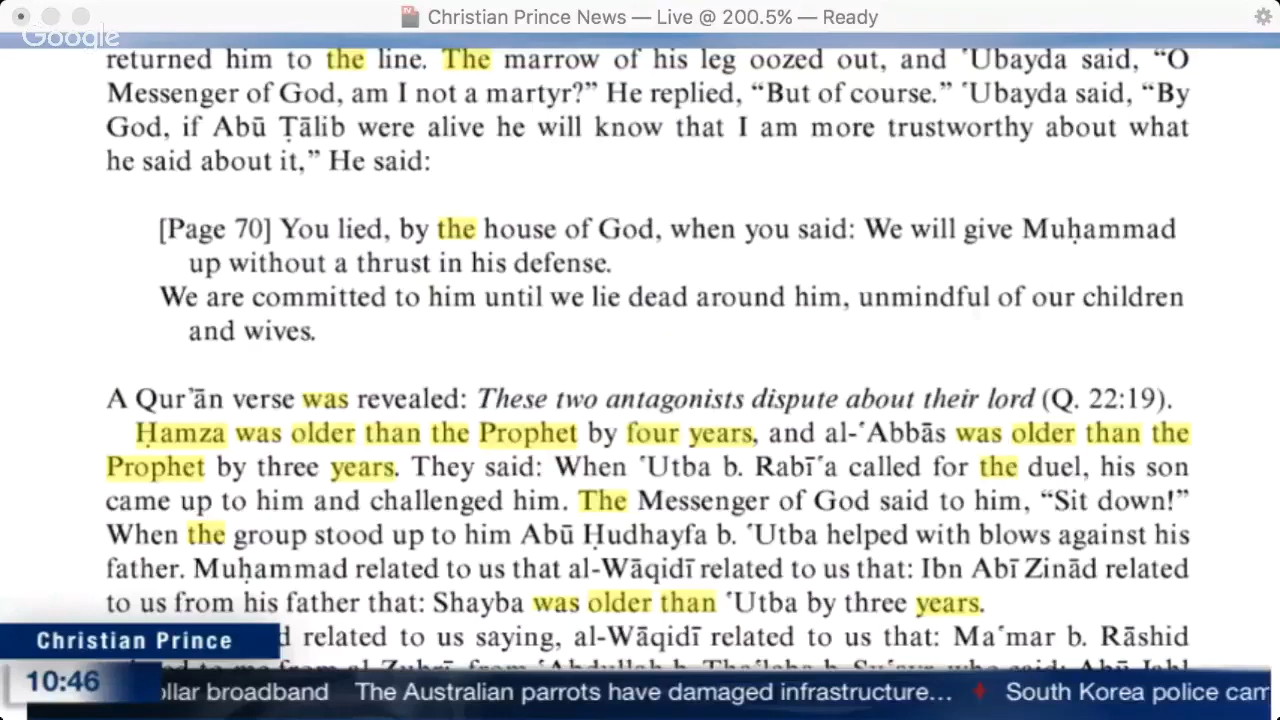 Christian Prince News — Live @ 200.5% — Ready
Google
returned him to the line. The marrow of his leg oozed out, and ʿUbayda said, “O
Messenger of God, am I not a martyr?” He replied, “But of course.” ʿUbayda said, “By
God, if Abū Ṭālib were alive he will know that I am more trustworthy about what
he said about it,” He said:
[Page 70] You lied, by the house of God, when you said: We will give Muḥammad
up without a thrust in his defense.
We are committed to him until we lie dead around him, unmindful of our children
and wives.
A Qurʾān verse was revealed: These two antagonists dispute about their lord (Q. 22:19).
Ḥamza was older than the Prophet by four years, and al-ʿAbbās was older than the
Prophet by three years. They said: When ʿUtba b. Rabīʿa called for the duel, his son
came up to him and challenged him. The Messenger of God said to him, “Sit down!”
When the group stood up to him Abū Ḥudhayfa b. ʿUtba helped with blows against his
father. Muḥammad related to us that al-Wāqidī related to us that: Ibn Abī Zinād related
to us from his father that: Shayba was older than ʿUtba by three years.
Christian Prince
d related to us saying, al-Wāqidī related to us that: Maʿmar b. Rāshid
10:46
ollar broadband The Australian parrots have damaged infrastructure… South Korea police cam